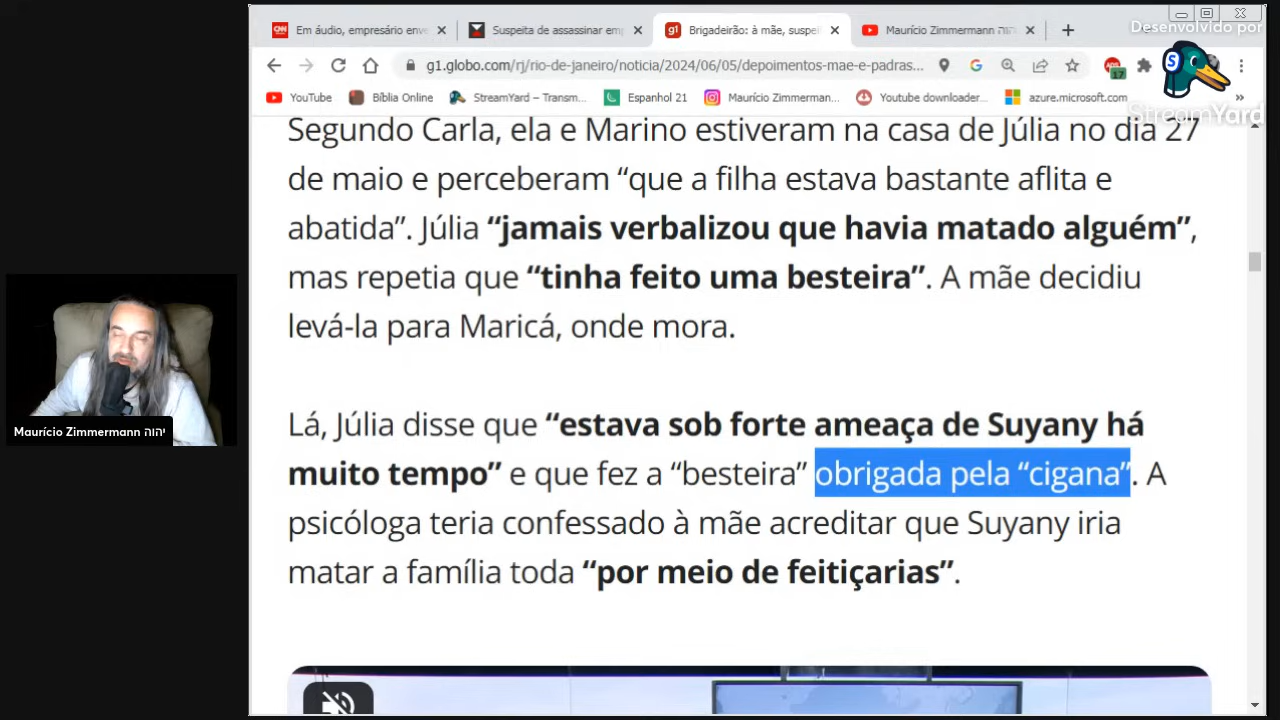 Desenvolvido por
StreamYard
Em áudio, empresário env
Suspeita de assassinar em
Brigadeirão: à mãe, suspe
Maurício Zimmermann יהוה
g1.globo.com/rj/rio-de-janeiro/noticia/2024/06/05/depoimentos-mae-e-padras...
17
YouTube
Bíblia Online
StreamYard – Transm...
Espanhol 21
Maurício Zimmerman...
Youtube downloader...
azure.microsoft.com
»
Segundo Carla, ela e Marino estiveram na casa de Júlia no dia 27
de maio e perceberam “que a filha estava bastante aflita e
abatida”. Júlia “jamais verbalizou que havia matado alguém”,
mas repetia que “tinha feito uma besteira”. A mãe decidiu
levá-la para Maricá, onde mora.
Lá, Júlia disse que “estava sob forte ameaça de Suyany há
muito tempo” e que fez a “besteira” obrigada pela “cigana”. A
psicóloga teria confessado à mãe acreditar que Suyany iria
matar a família toda “por meio de feitiçarias”.
Maurício Zimmermann יהוה